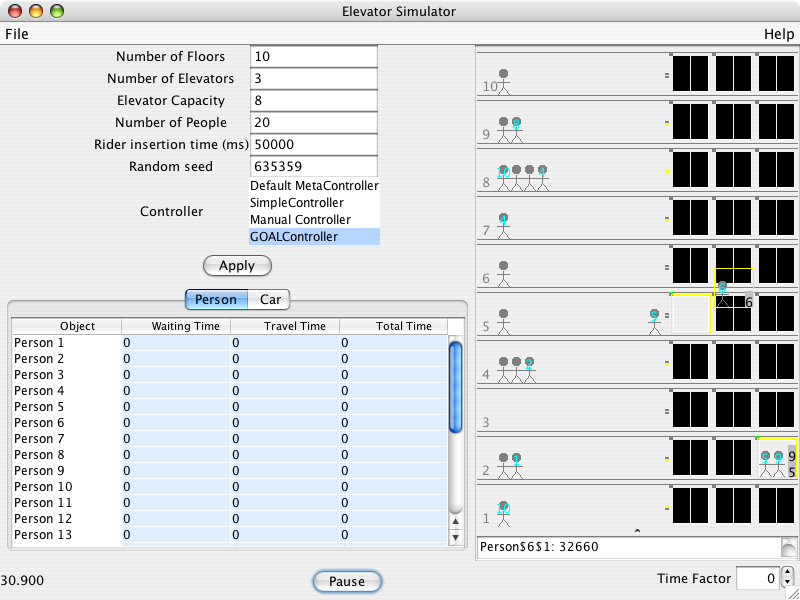 Elevator Simulator
File Help
Number of Floors 10
Number of Elevators 3
Elevator Capacity 8
Number of People 20
Rider insertion time (ms) 50000
Random seed 635359
Controller
Default MetaController
SimpleController
Manual Controller
GOALController
Apply
Person Car
Object Waiting Time Travel Time Total Time
Person 1 0 0 0
Person 2 0 0 0
Person 3 0 0 0
Person 4 0 0 0
Person 5 0 0 0
Person 6 0 0 0
Person 7 0 0 0
Person 8 0 0 0
Person 9 0 0 0
Person 10 0 0 0
Person 11 0 0 0
Person 12 0 0 0
Person 13 0 0 0
10
9
8
7
6
5 6
4
3
2 9
5
1
Person$6$1: 32660
30.900 Pause Time Factor 0